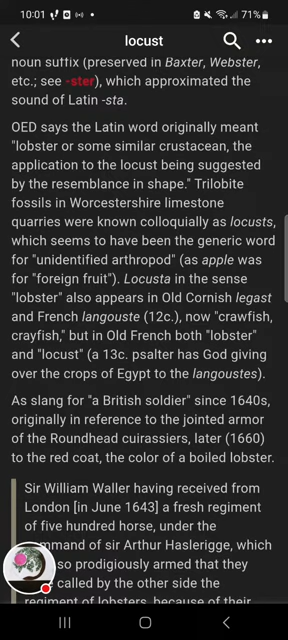 10:01
71%
locust
noun suffix (preserved in Baxter, Webster,
etc.; see -ster), which approximated the
sound of Latin -sta.
OED says the Latin word originally meant
"lobster or some similar crustacean, the
application to the locust being suggested
by the resemblance in shape." Trilobite
fossils in Worcestershire limestone
quarries were known colloquially as locusts,
which seems to have been the generic word
for "unidentified arthropod" (as apple was
for "foreign fruit"). Locusta in the sense
"lobster" also appears in Old Cornish legast
and French langouste (12c.), now "crawfish,
crayfish," but in Old French both "lobster"
and "locust" (a 13c. psalter has God giving
over the crops of Egypt to the langoustes).
As slang for "a British soldier" since 1640s,
originally in reference to the jointed armor
of the Roundhead cuirassiers, later (1660)
to the red coat, the color of a boiled lobster.
Sir William Waller having received from
London [in June 1643] a fresh regiment
of five hundred horse, under the
mmand of sir Arthur Haslerigge, which
so prodigiously armed that they
called by the other side the
regiment of lobsters, because of their